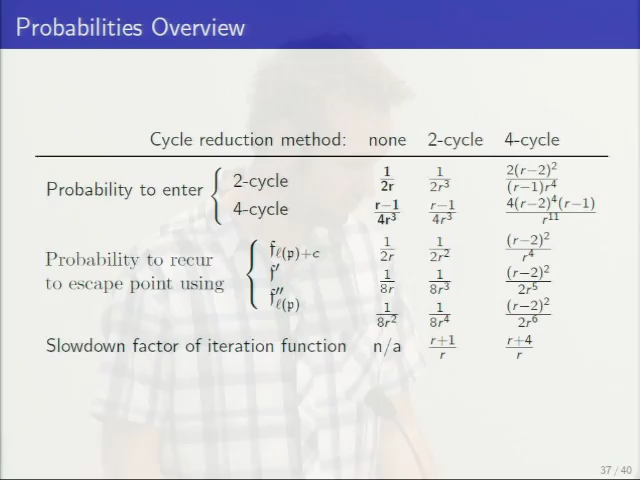 Probabilities Overview
Cycle reduction method: none 2-cycle 4-cycle
Probability to enter { 2-cycle 1/2r 1/2r³ 2(r−2)²/(r−1)r⁴
4-cycle r−1/4r³ r−1/4r³ 4(r−2)⁴(r−1)/r¹¹
Probability to recur to escape point using { f_ℓ(𝔭)+c 1/2r 1/2r² (r−2)²/r⁴
f′ 1/8r 1/8r³ (r−2)²/2r⁵
f″_ℓ(𝔭) 1/8r² 1/8r⁴ (r−2)²/2r⁶
Slowdown factor of iteration function n/a r+1/r r+4/r
37 / 40